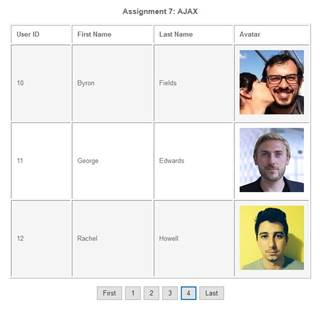 Assignment 7: AJAX
User ID First Name Last Name Avatar
10 Byron Fields
11 George Edwards
12 Rachel Howell
First 1 2 3 4 Last